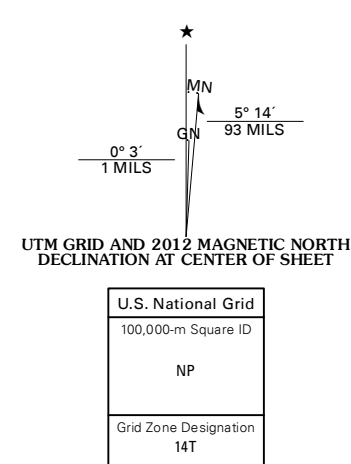 ★
MN
5° 14´
93 MILS
GN
0° 3´
1 MILS
UTM GRID AND 2012 MAGNETIC NORTH
DECLINATION AT CENTER OF SHEET
U.S. National Grid
100,000-m Square ID
NP
Grid Zone Designation
14T